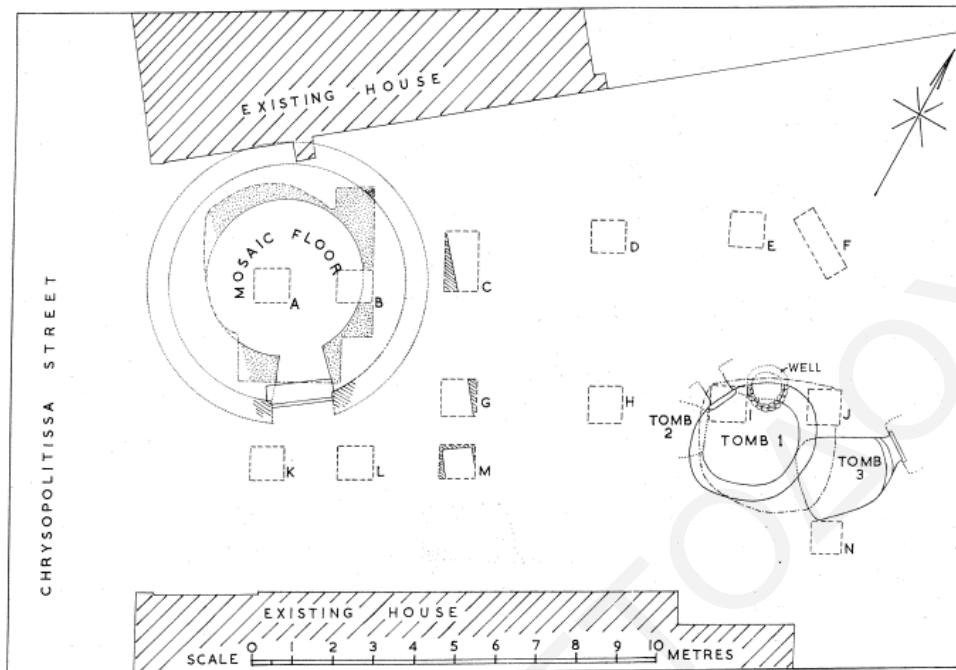 EXISTING HOUSE
MOSAIC FLOOR
A
B
C
D
E
F
CHRYSOPOLITISSA STREET
G
H
I
J
WELL
TOMB 2
TOMB 1
TOMB 3
K
L
M
N
EXISTING HOUSE
SCALE 0 1 2 3 4 5 6 7 8 9 10 METRES